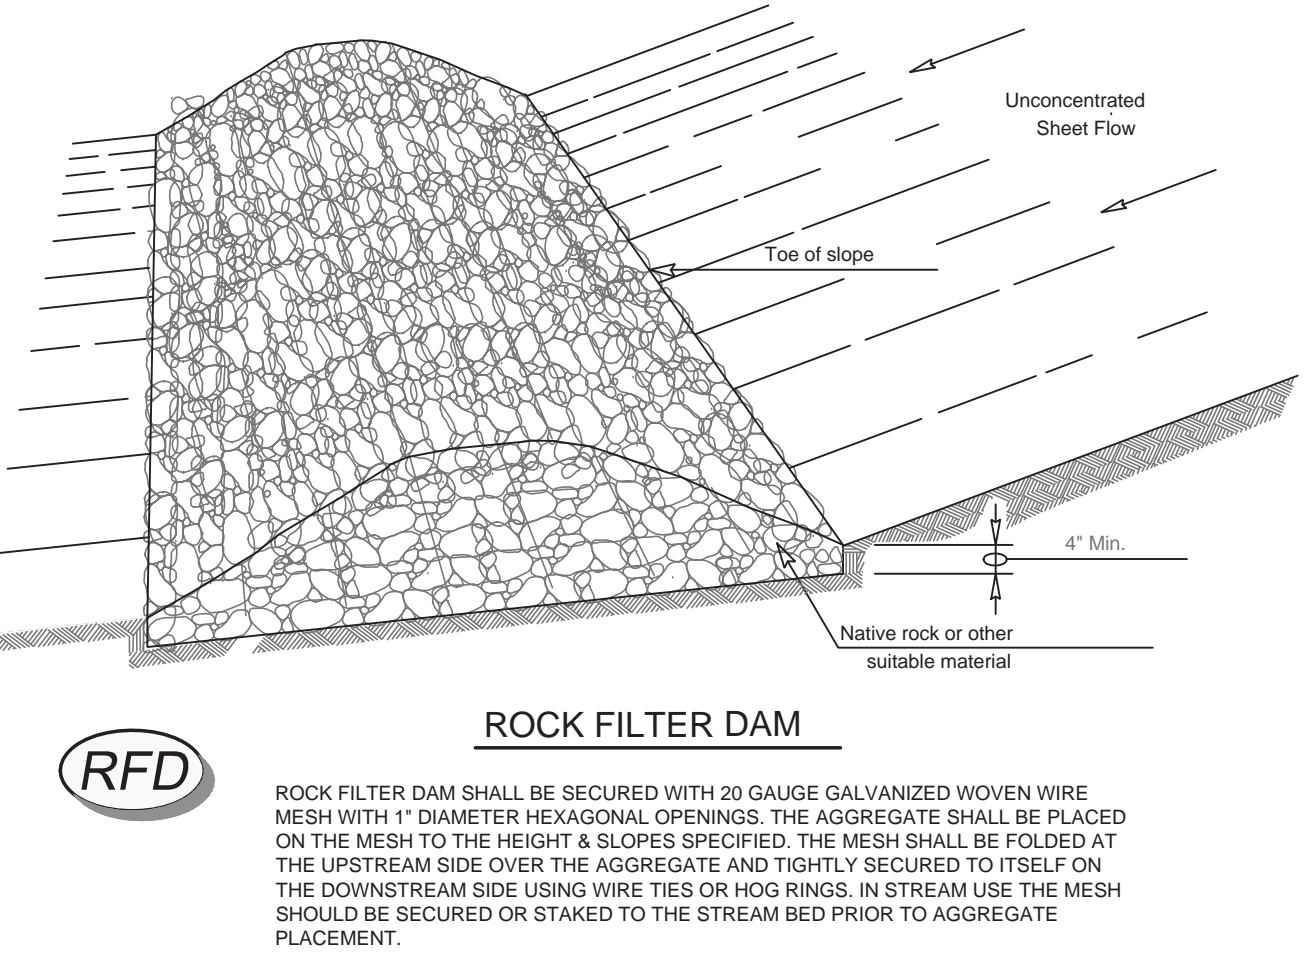 Unconcentrated
Sheet Flow
Toe of slope
4" Min.
Native rock or other
suitable material
ROCK FILTER DAM
RFD
ROCK FILTER DAM SHALL BE SECURED WITH 20 GAUGE GALVANIZED WOVEN WIRE
MESH WITH 1" DIAMETER HEXAGONAL OPENINGS. THE AGGREGATE SHALL BE PLACED
ON THE MESH TO THE HEIGHT & SLOPES SPECIFIED. THE MESH SHALL BE FOLDED AT
THE UPSTREAM SIDE OVER THE AGGREGATE AND TIGHTLY SECURED TO ITSELF ON
THE DOWNSTREAM SIDE USING WIRE TIES OR HOG RINGS. IN STREAM USE THE MESH
SHOULD BE SECURED OR STAKED TO THE STREAM BED PRIOR TO AGGREGATE
PLACEMENT.